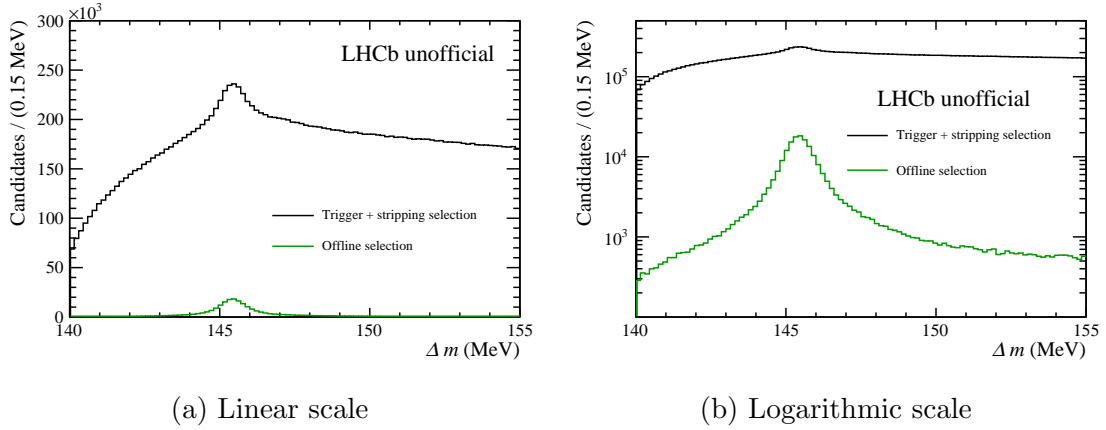 ×10³
300
250
200
150
100
50
0
Candidates / (0.15 MeV)
LHCb unofficial
Trigger + stripping selection
Offline selection
140
145
150
155
Δm (MeV)
(a) Linear scale
10⁵
10⁴
10³
Candidates / (0.15 MeV)
LHCb unofficial
Trigger + stripping selection
Offline selection
140
145
150
155
Δm (MeV)
(b) Logarithmic scale